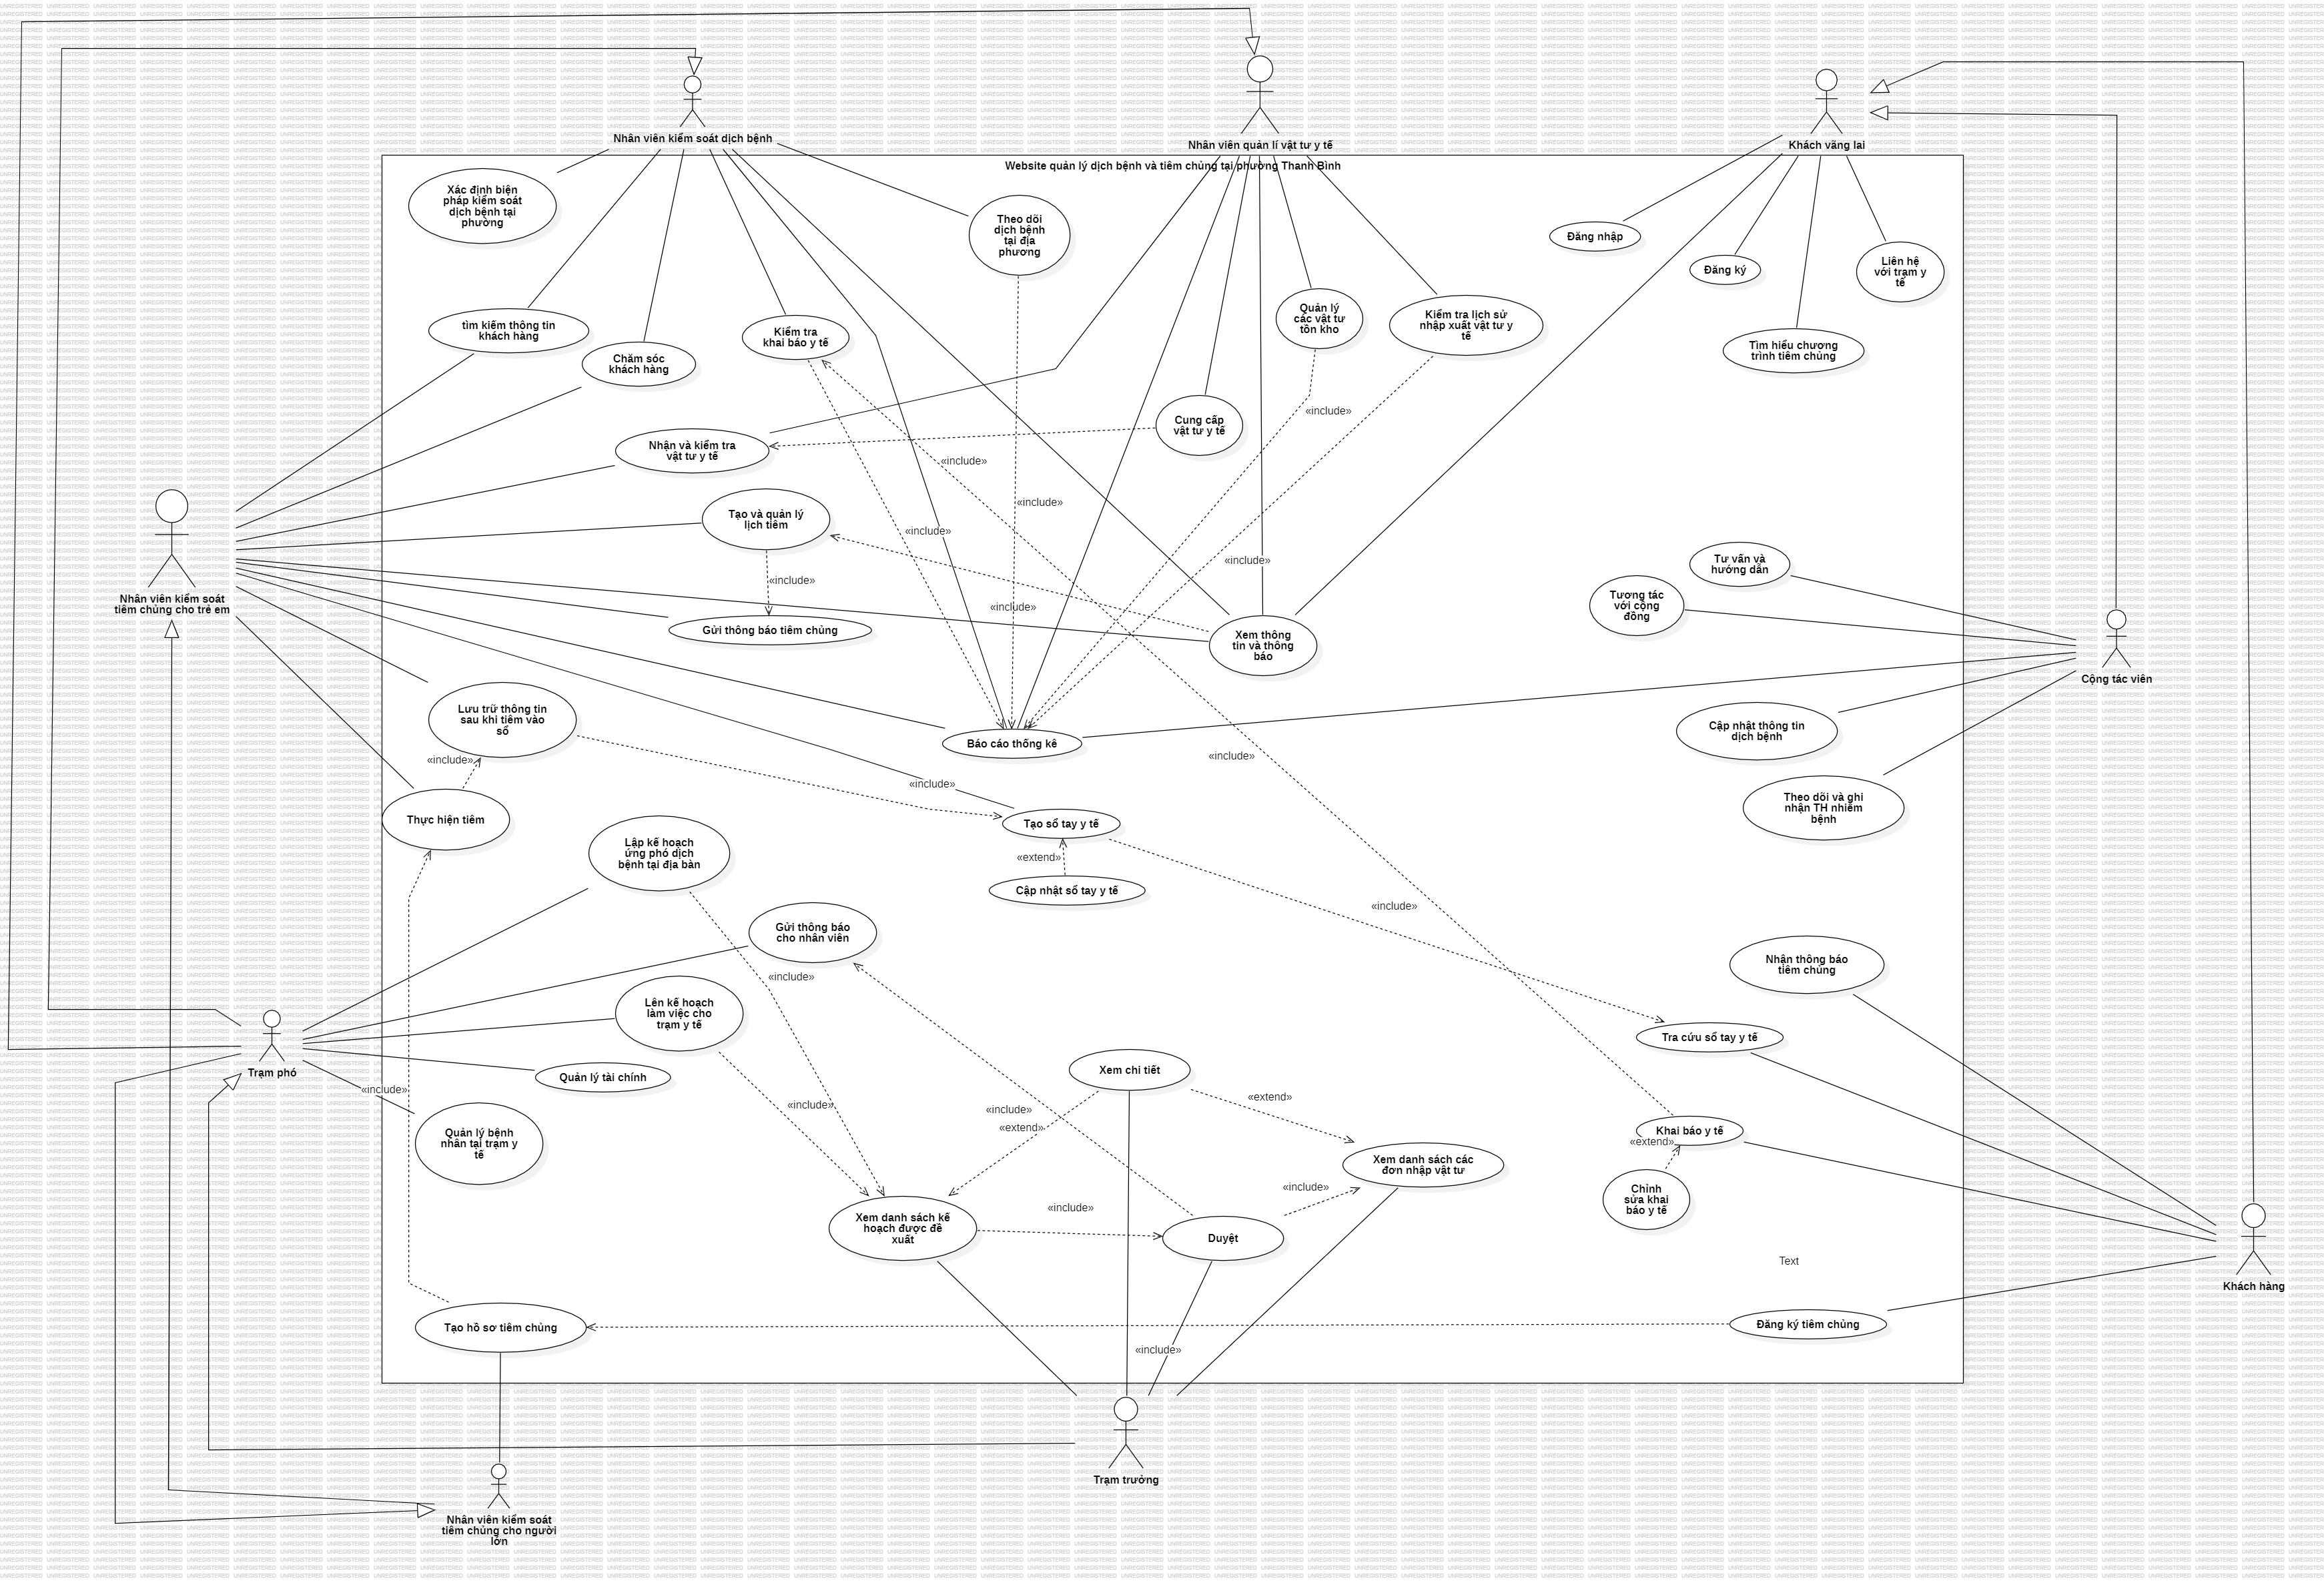 Nhân viên kiểm soát dịch bệnh
Nhân viên quản lí vật tư y tế
Khách vãng lai
Website quản lý dịch bệnh và tiêm chủng tại phường Thanh Bình
Xác định biện
pháp kiểm soát
dịch bệnh tại
phường
Theo dõi
dịch bệnh
tại địa
phương
Đăng nhập
Đăng ký
Liên hệ
với trạm y
tế
tìm kiếm thông tin
khách hàng
Chăm sóc
khách hàng
Kiểm tra
khai báo y tế
Quản lý
các vật tư
tồn kho
Kiểm tra lịch sử
nhập xuất vật tư y
tế
Tìm hiểu chương
trình tiêm chủng
«include»
Nhận và kiểm tra
vật tư y tế
Cung cấp
vật tư y tế
«include»
«include»
Tạo và quản lý
lịch tiêm
«include»
«include»
«include»
«include»
Nhân viên kiểm soát
tiêm chủng cho trẻ em
Gửi thông báo tiêm chủng
Xem thông
tin và thông
báo
Tư vấn và
hướng dẫn
Tương tác
với cộng
đồng
Cộng tác viên
Lưu trữ thông tin
sau khi tiêm vào
sổ
Báo cáo thống kê
Cập nhật thông tin
dịch bệnh
«include»
«include»
«include»
Theo dõi và ghi
nhận TH nhiễm
bệnh
Thực hiện tiêm
Tạo sổ tay y tế
«extend»
Cập nhật sổ tay y tế
Lập kế hoạch
ứng phó dịch
bệnh tại địa bàn
«include»
Gửi thông báo
cho nhân viên
Nhận thông báo
tiêm chủng
«include»
Lên kế hoạch
làm việc cho
trạm y tế
Tra cứu sổ tay y tế
Trạm phó
Quản lý tài chính
Xem chi tiết
«include»
«include»
«include»
«extend»
«extend»
Khai báo y tế
«extend»
Quản lý bệnh
nhân tại trạm y
tế
Xem danh sách các
đơn nhập vật tư
«include»
Chỉnh
sửa khai
báo y tế
«include»
Xem danh sách kế
hoạch được đề
xuất
Duyệt
Text
Khách hàng
Tạo hồ sơ tiêm chủng
Đăng ký tiêm chủng
«include»
Trạm trưởng
Nhân viên kiểm soát
tiêm chủng cho người
lớn
UNREGISTERED